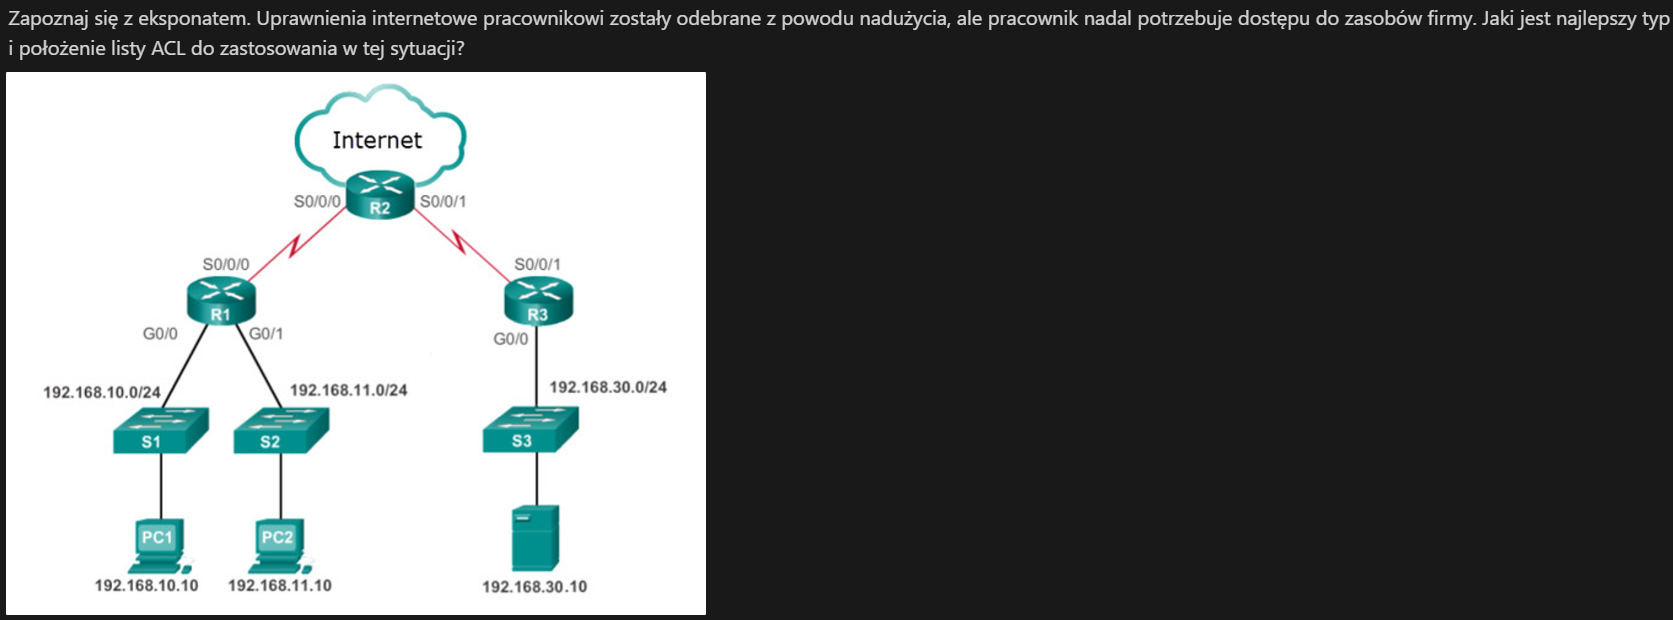 Zapoznaj się z eksponatem. Uprawnienia internetowe pracownikowi zostały odebrane z powodu nadużycia, ale pracownik nadal potrzebuje dostępu do zasobów firmy. Jaki jest najlepszy typ
i położenie listy ACL do zastosowania w tej sytuacji?
Internet
S0/0/0 R2 S0/0/1
S0/0/0 S0/0/1
R1 R3
G0/0 G0/1 G0/0
192.168.10.0/24 192.168.11.0/24 192.168.30.0/24
S1 S2 S3
PC1 PC2
192.168.10.10 192.168.11.10 192.168.30.10